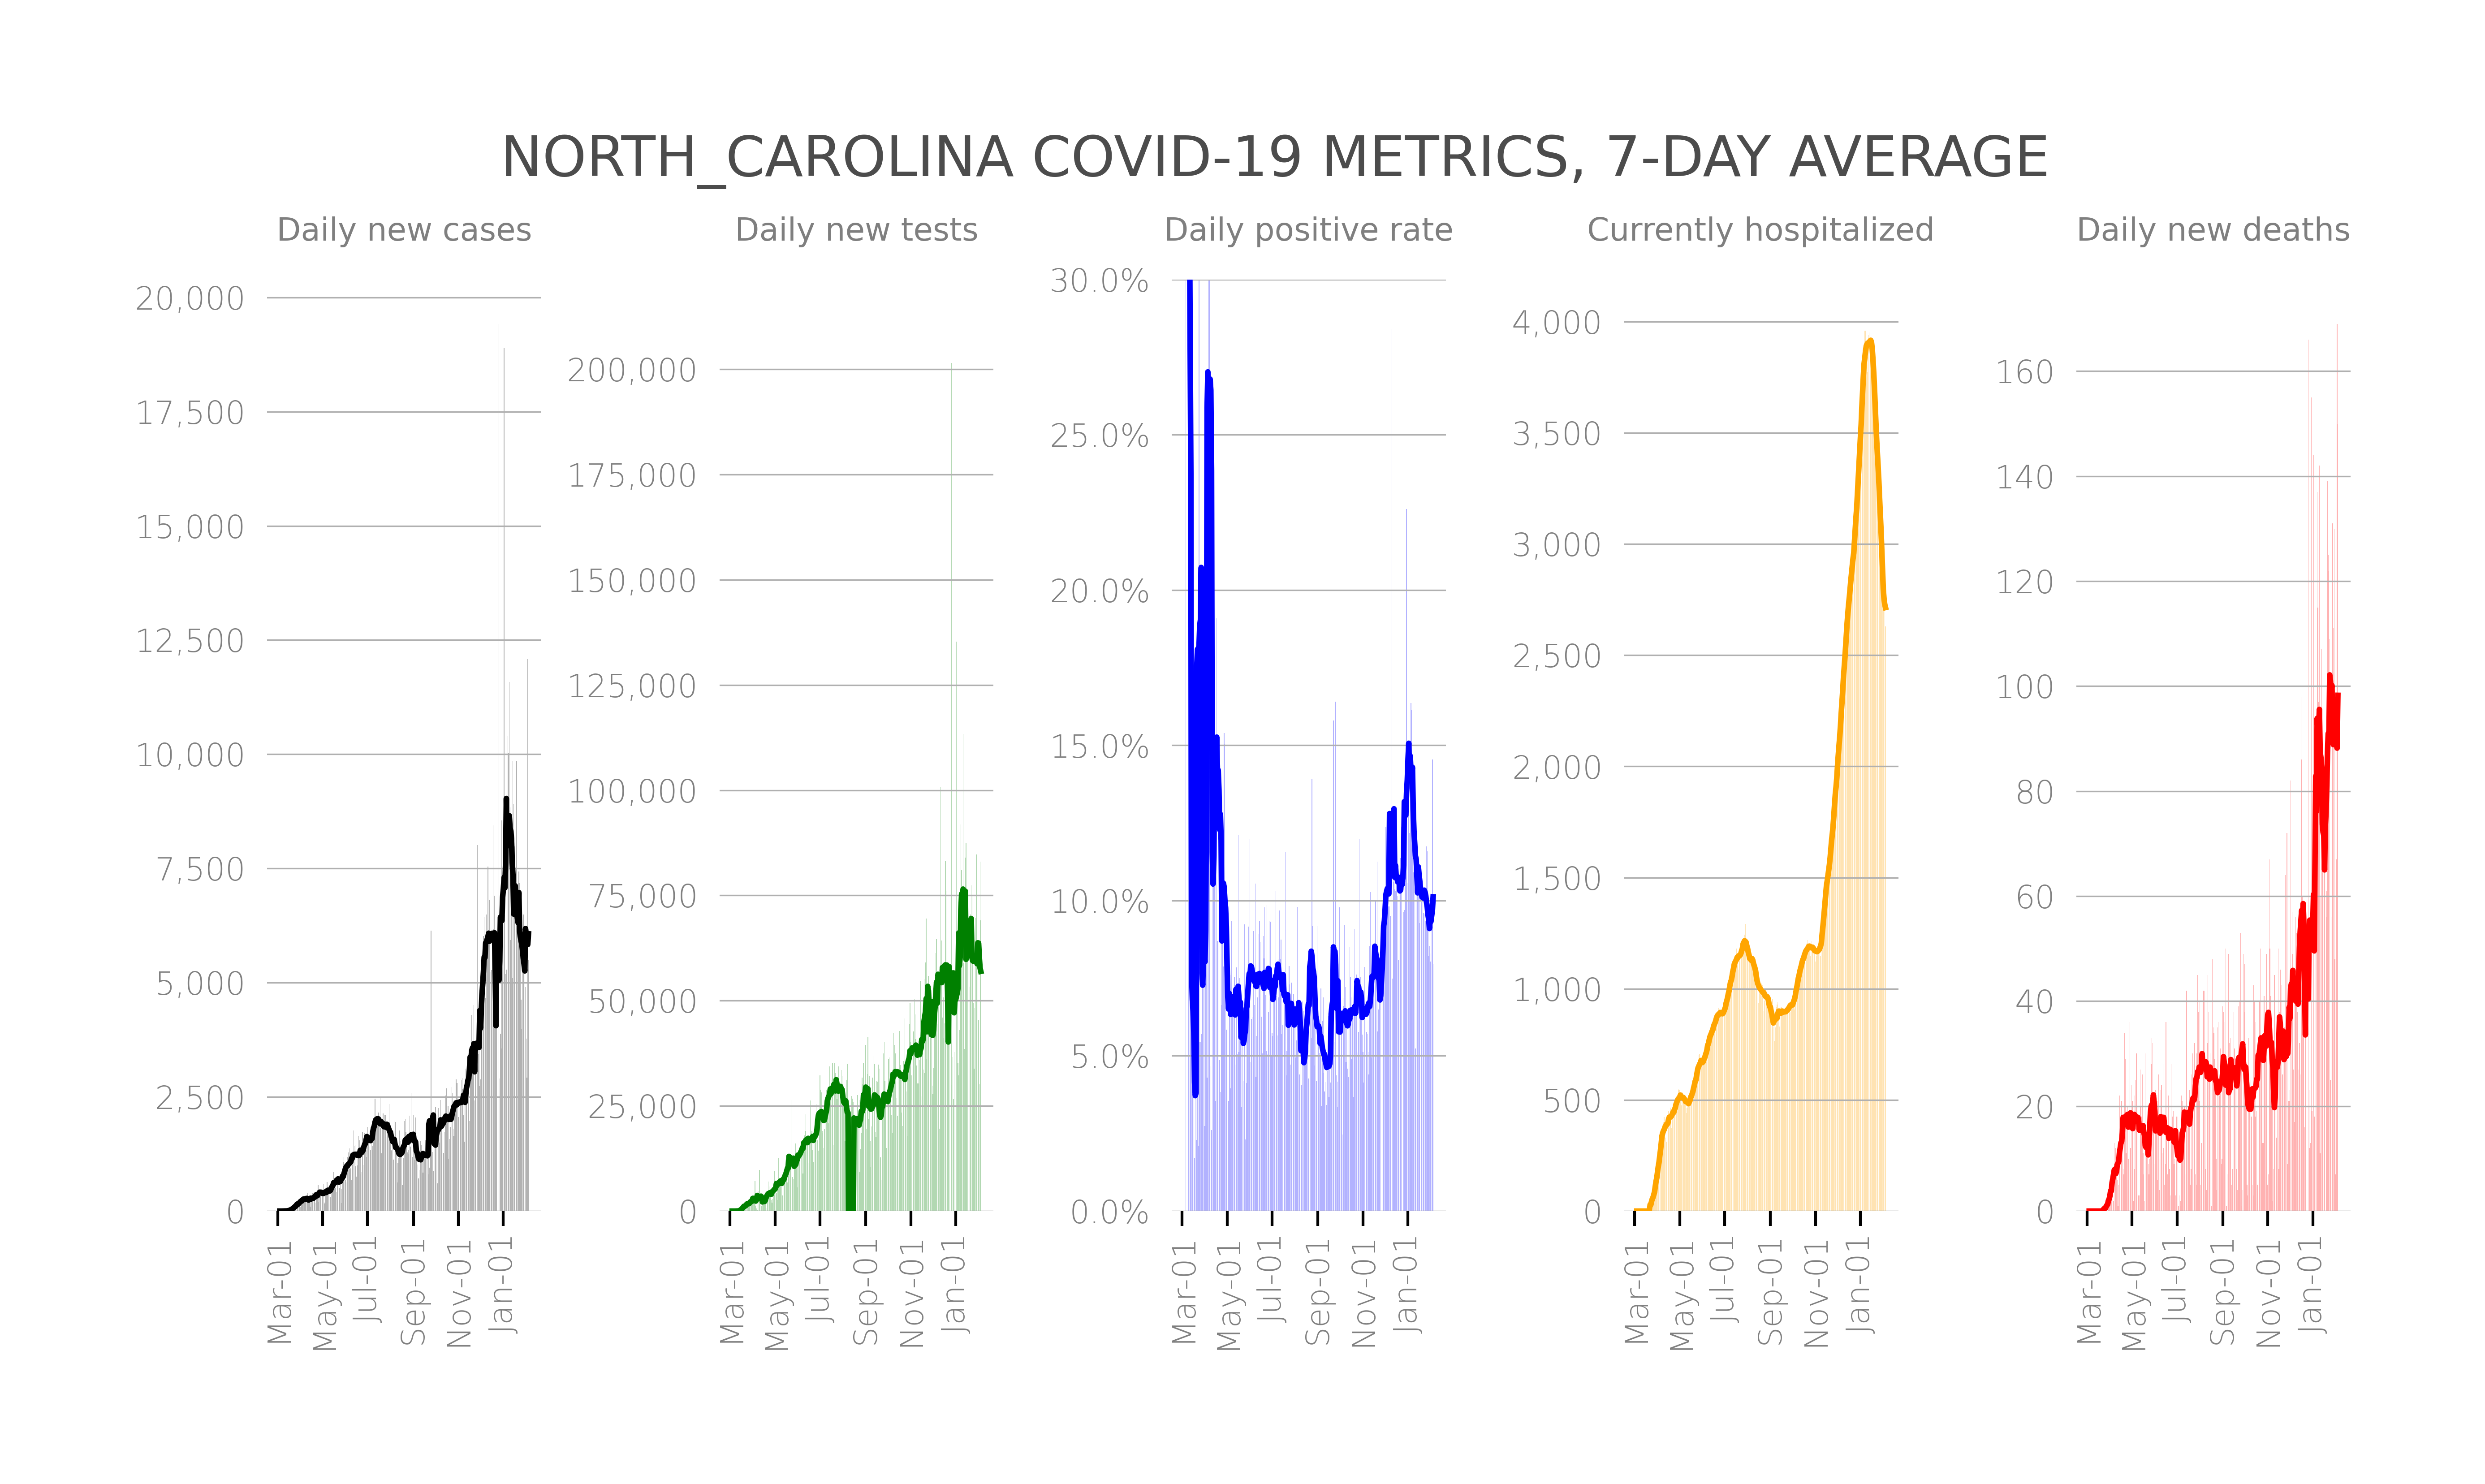 NORTH_CAROLINA COVID-19 METRICS, 7-DAY AVERAGE
Daily new cases
20,000
17,500
15,000
12,500
10,000
7,500
5,000
2,500
0
Mar-01
May-01
Jul-01
Sep-01
Nov-01
Jan-01
Daily new tests
200,000
175,000
150,000
125,000
100,000
75,000
50,000
25,000
0
Mar-01
May-01
Jul-01
Sep-01
Nov-01
Jan-01
Daily positive rate
30.0%
25.0%
20.0%
15.0%
10.0%
5.0%
0.0%
Mar-01
May-01
Jul-01
Sep-01
Nov-01
Jan-01
Currently hospitalized
4,000
3,500
3,000
2,500
2,000
1,500
1,000
500
0
Mar-01
May-01
Jul-01
Sep-01
Nov-01
Jan-01
Daily new deaths
160
140
120
100
80
60
40
20
0
Mar-01
May-01
Jul-01
Sep-01
Nov-01
Jan-01